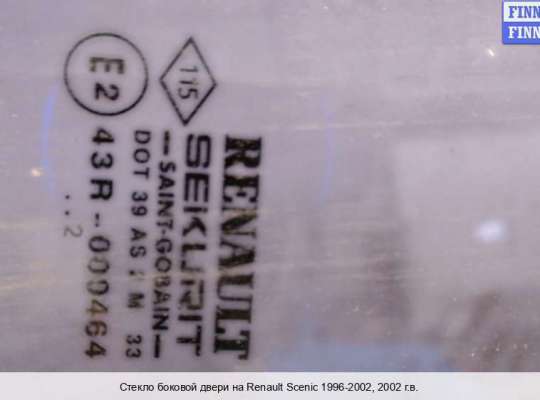 FINN
FINN
115
RENAULT
SEKURIT
SAINT-GOBAIN
DOT 39 AS M 33
E2
43R-000464
..2
Стекло боковой двери на Renault Scenic 1996-2002, 2002 г.в.